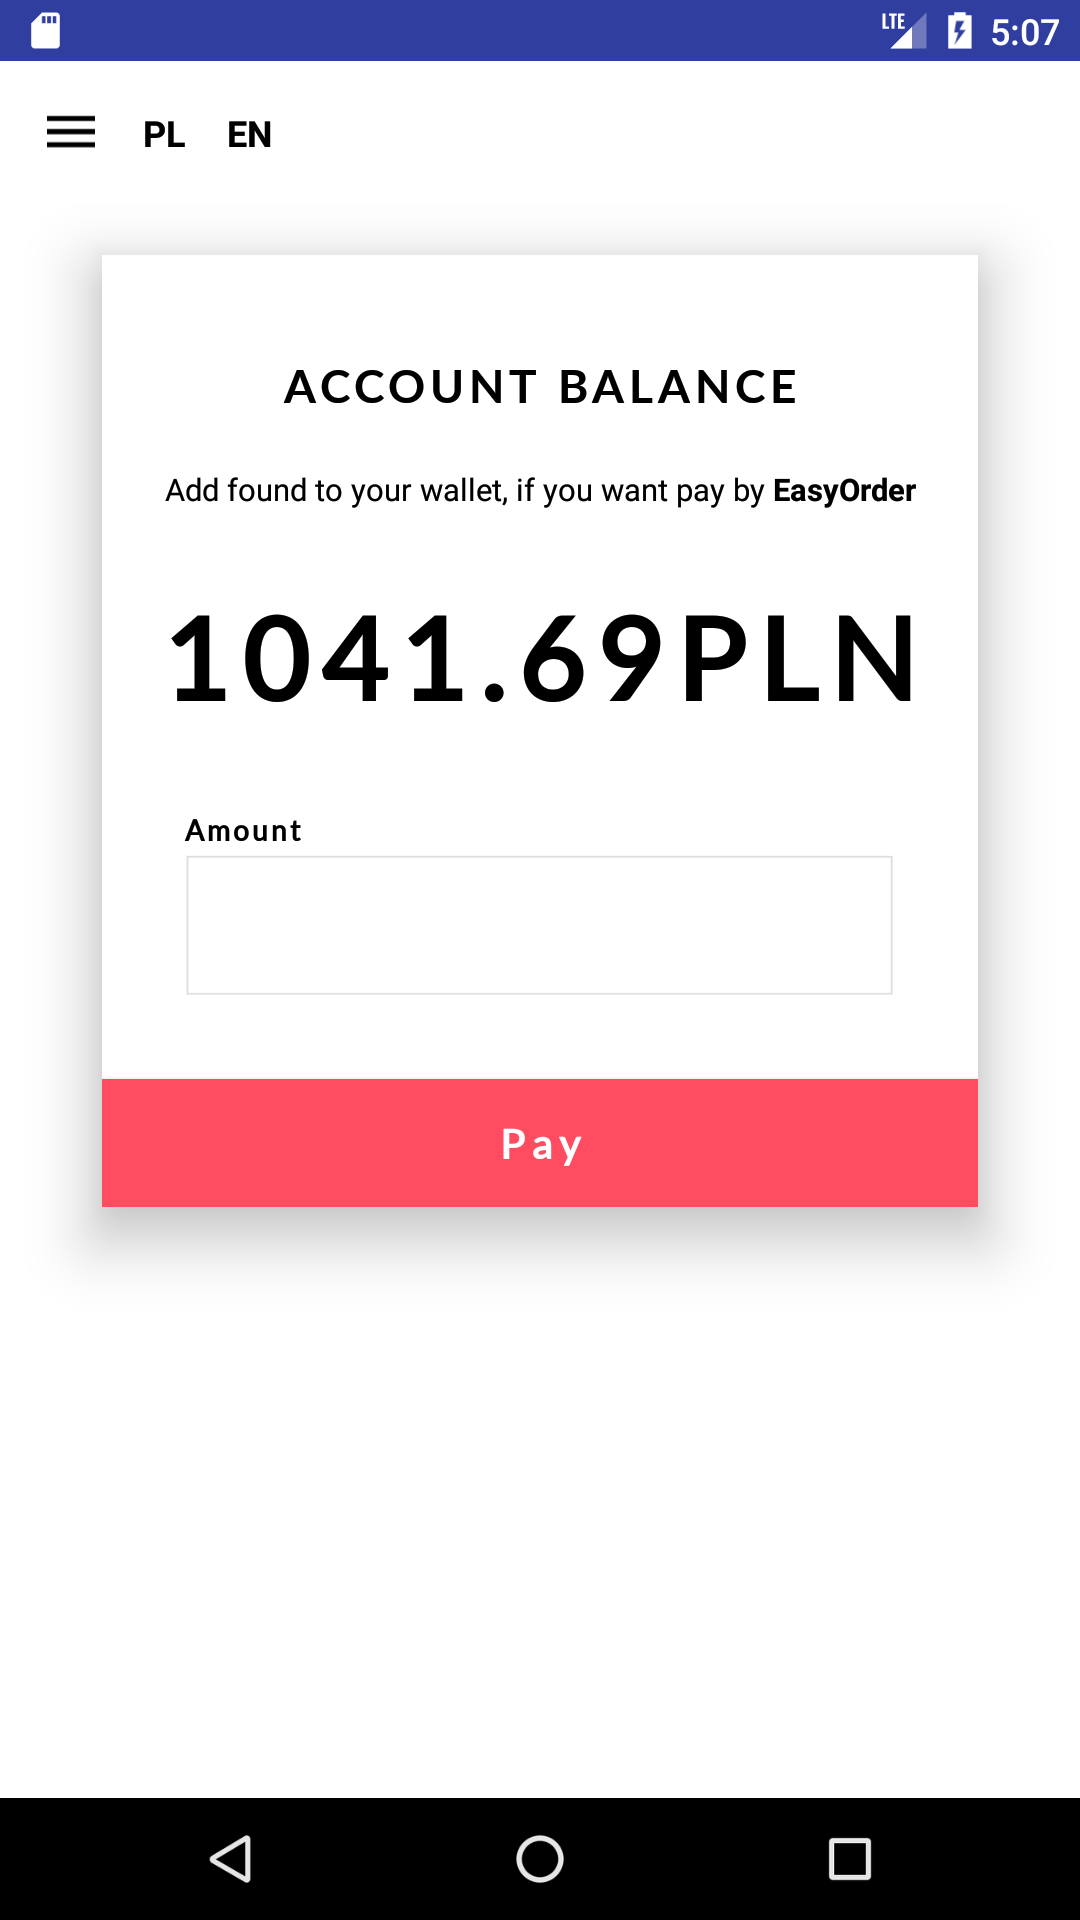 LTE 5:07
PL EN
ACCOUNT BALANCE
Add found to your wallet, if you want pay by EasyOrder
1041.69PLN
Amount
Pay